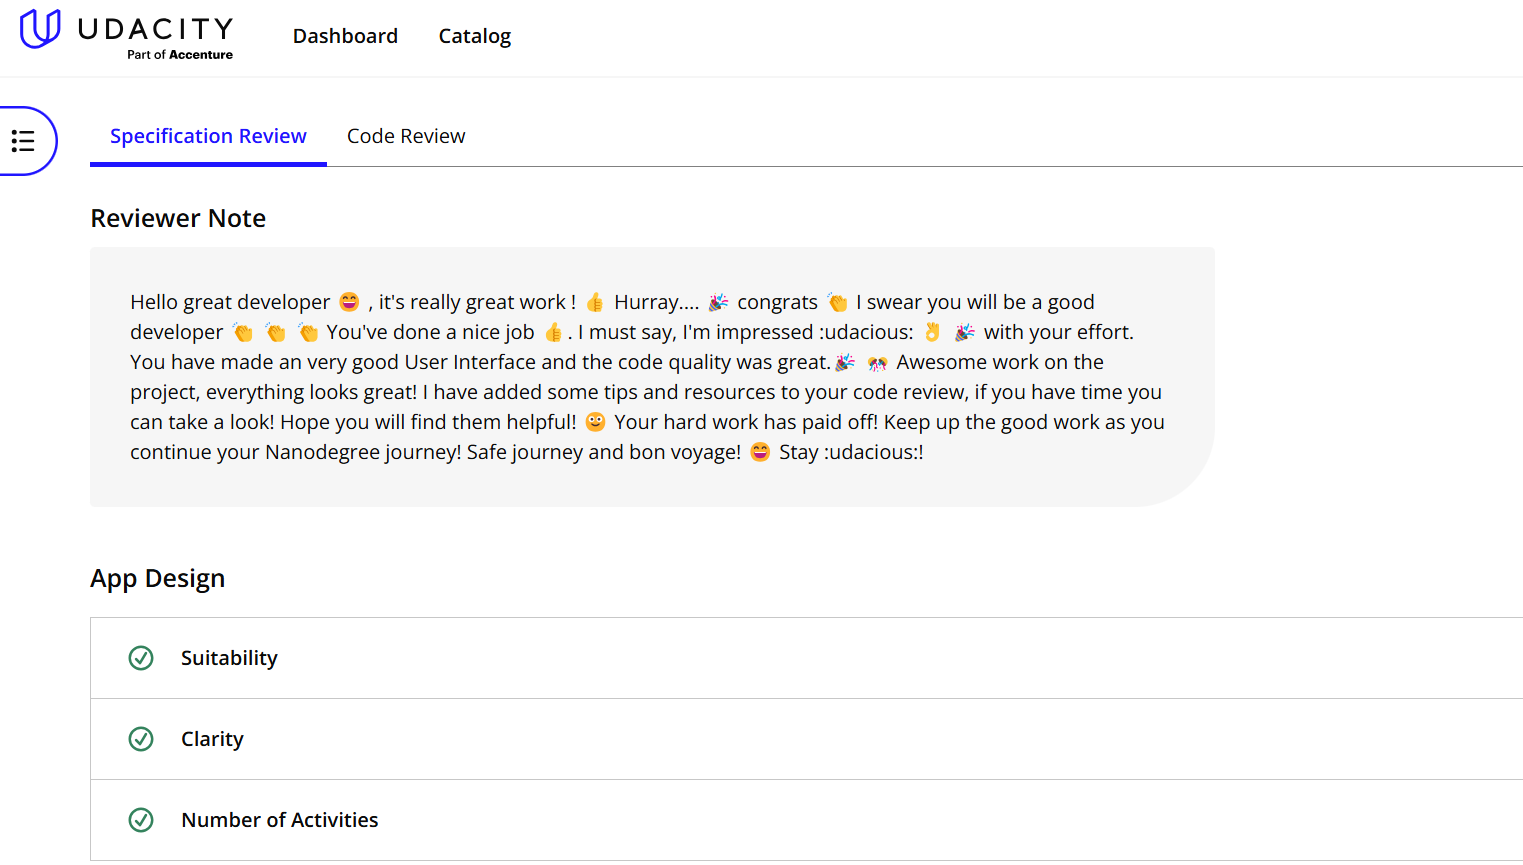 UDACITY
Part of Accenture
Dashboard
Catalog
Specification Review
Code Review
Reviewer Note
Hello great developer 😄 , it's really great work ! 👍 Hurray.... 🎉 congrats 👏 I swear you will be a good
developer 👏 👏 👏 You've done a nice job 👍 . I must say, I'm impressed :udacious: 👌 🎉 with your effort.
You have made an very good User Interface and the code quality was great.🎉 🎊 Awesome work on the
project, everything looks great! I have added some tips and resources to your code review, if you have time you
can take a look! Hope you will find them helpful! 🙂 Your hard work has paid off! Keep up the good work as you
continue your Nanodegree journey! Safe journey and bon voyage! 😄 Stay :udacious:!
App Design
Suitability
Clarity
Number of Activities